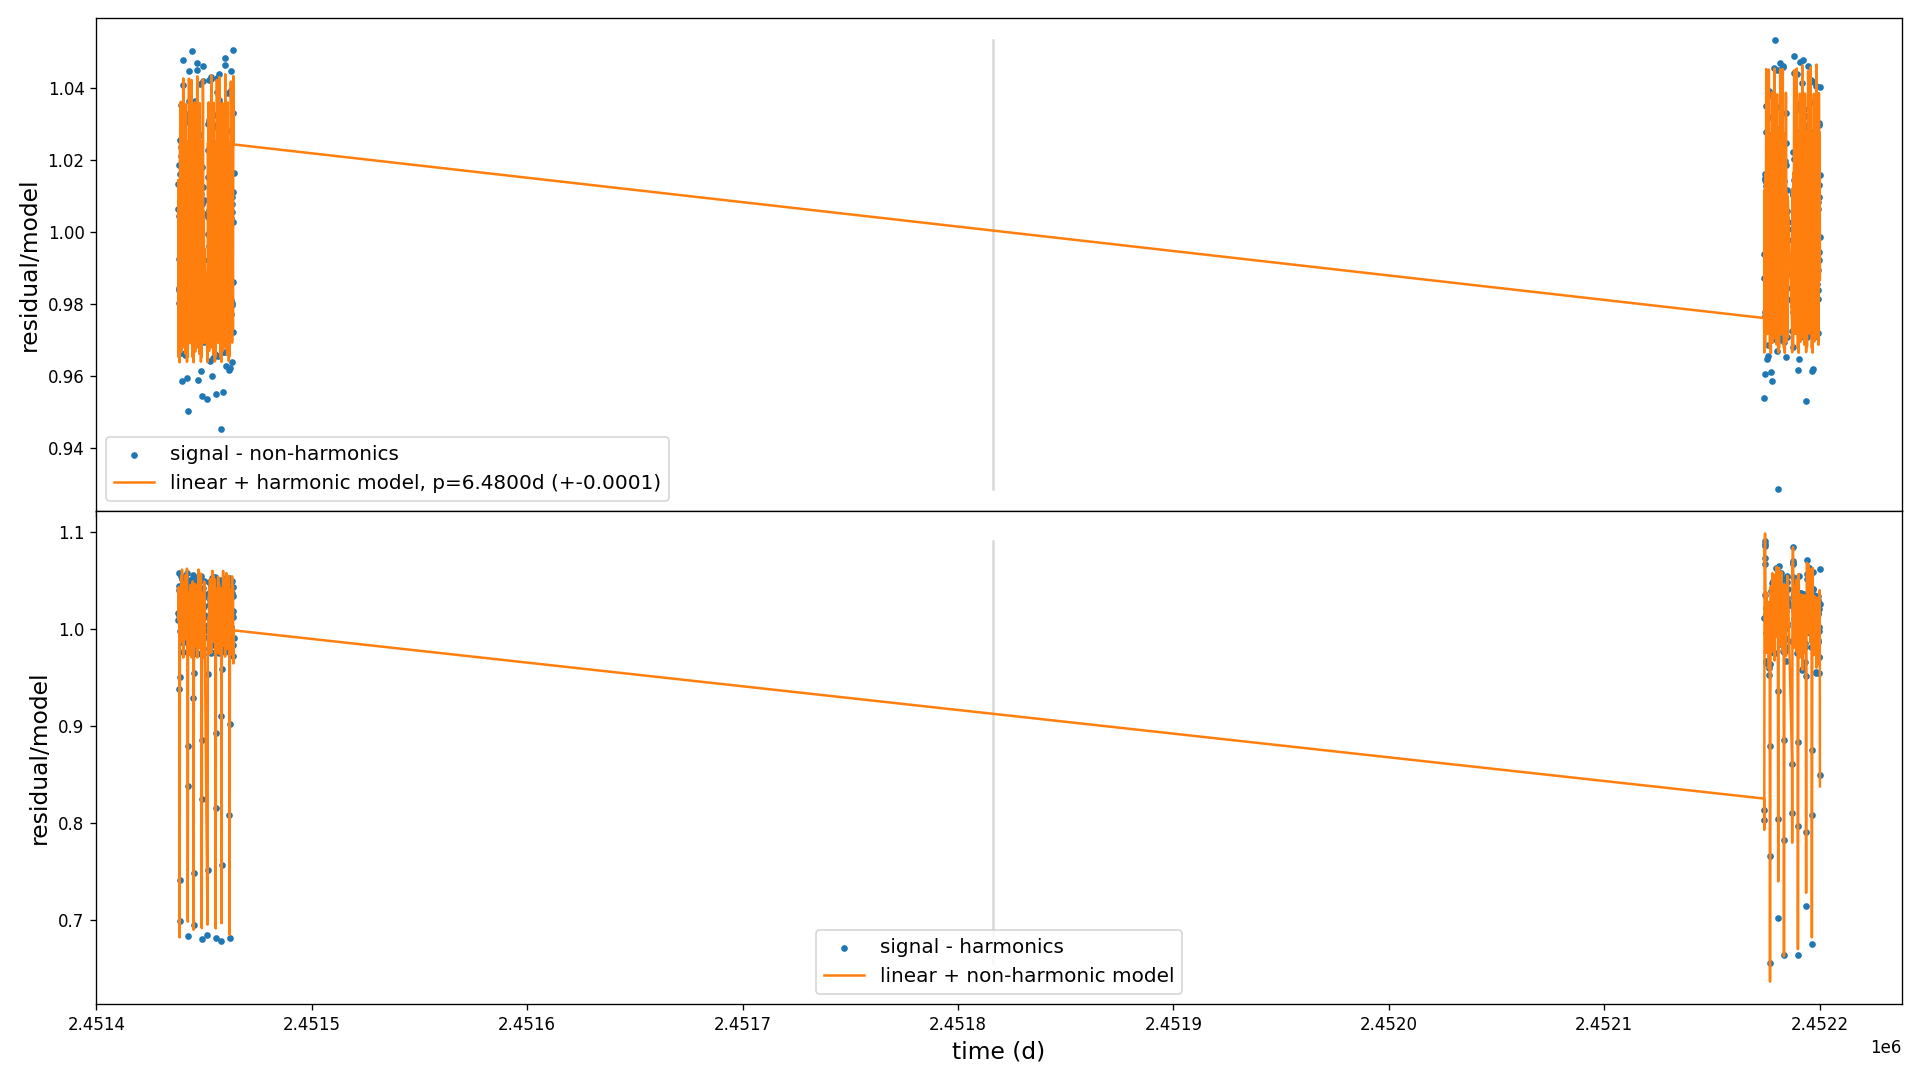 1.04
1.02
1.00
0.98
0.96
0.94
residual/model
signal - non-harmonics
linear + harmonic model, p=6.4800d (+-0.0001)
1.1
1.0
0.9
0.8
0.7
residual/model
signal - harmonics
linear + non-harmonic model
2.4514 2.4515 2.4516 2.4517 2.4518 2.4519 2.4520 2.4521 2.4522
time (d)
1e6